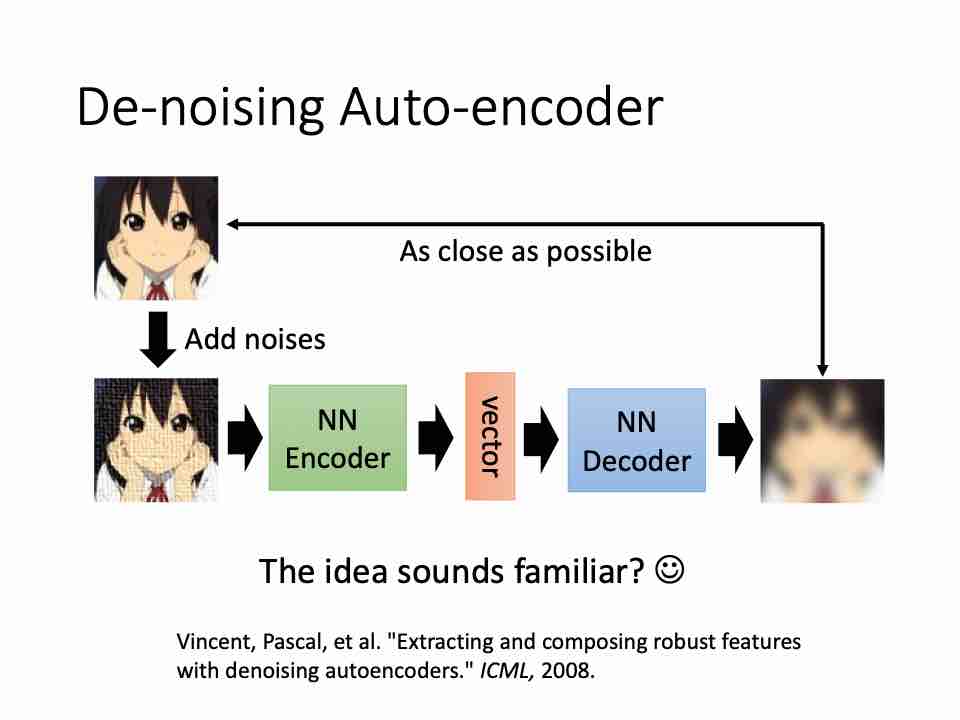 De-noising Auto-encoder
As close as possible
Add noises
NN
Encoder
vector
NN
Decoder
The idea sounds familiar? ☺
Vincent, Pascal, et al. "Extracting and composing robust features
with denoising autoencoders." ICML, 2008.